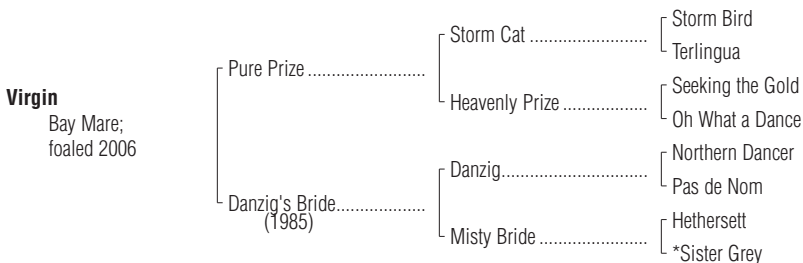 Virgin
Bay Mare;
foaled 2006
Pure Prize ........................
Danzig's Bride..................
(1985)
Storm Cat ........................
Heavenly Prize .................
Danzig..............................
Misty Bride ......................
Storm Bird
Terlingua
Seeking the Gold
Oh What a Dance
Northern Dancer
Pas de Nom
Hethersett
*Sister Grey